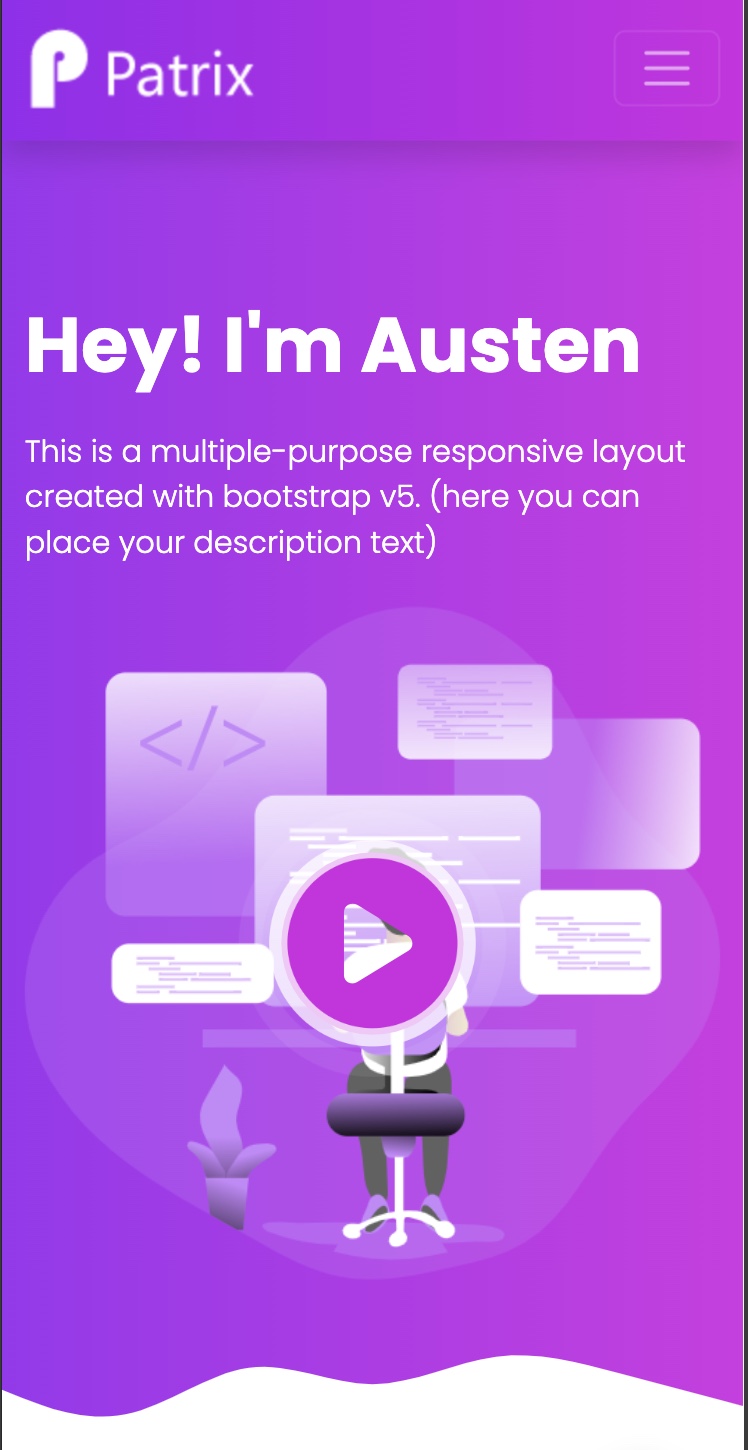 Patrix
Hey! I'm Austen
This is a multiple-purpose responsive layout
created with bootstrap v5. (here you can
place your description text)
</>